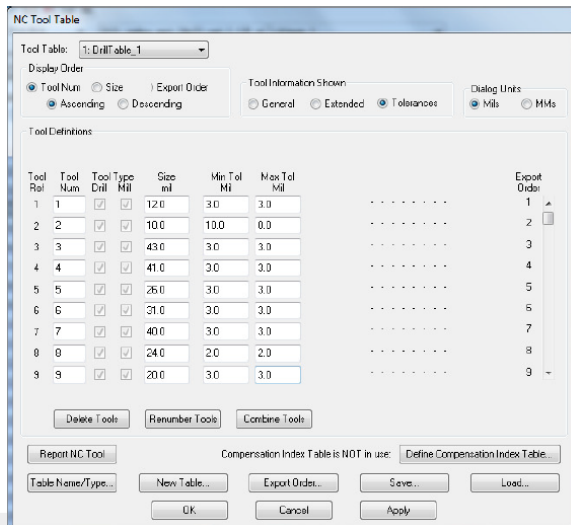 NC Tool Table
Tool Table: 1: DrillTable_1
Display Order
Tool Num Size ) Export Order
Ascending Descending
Tool Information Shown
General Extended Tolerances
Dialog Units
Mils MMs
Tool Definitions
Tool Tool Tool Type Size Min Tol Max Tol Export
Ref Num Drill Mill mil Mil Mil Order
1 1 12.0 3.0 3.0 1
2 2 10.0 10.0 0.0 2
3 3 43.0 3.0 3.0 3
4 4 41.0 3.0 3.0 4
5 5 26.0 3.0 3.0 5
6 6 31.0 3.0 3.0 6
7 7 40.0 3.0 3.0 7
8 8 24.0 2.0 2.0 8
9 9 20.0 3.0 3.0 9
Delete Tools Renumber Tools Combine Tools
Report NC Tool Compensation Index Table is NOT in use: Define Compensation Index Table...
Table Name/Type... New Table... Export Order... Save... Load...
OK Cancel Apply